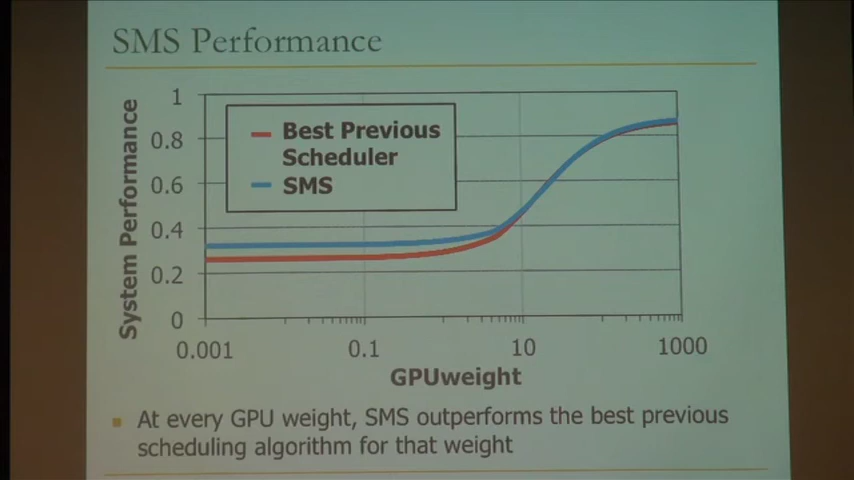 SMS Performance
System Performance
1
0.8
0.6
0.4
0.2
0
Best Previous
Scheduler
SMS
0.001
0.1
10
1000
GPUweight
At every GPU weight, SMS outperforms the best previous
scheduling algorithm for that weight